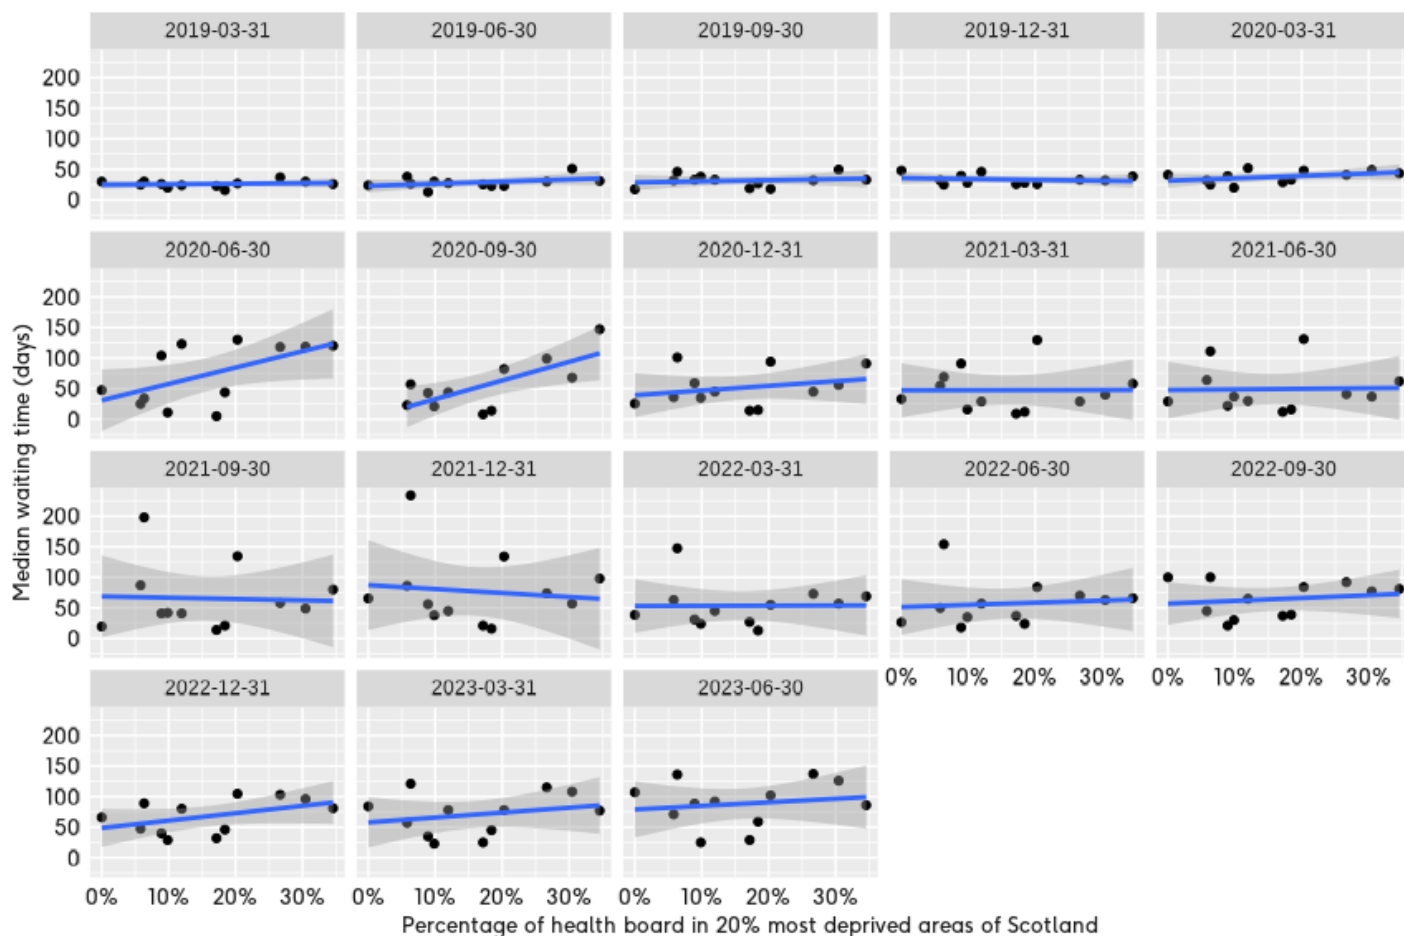 2019-03-31 2019-06-30 2019-09-30 2019-12-31 2020-03-31
200
150
100
50
0
2020-06-30 2020-09-30 2020-12-31 2021-03-31 2021-06-30
200
150
100
50
0
Median waiting time (days)
2021-09-30 2021-12-31 2022-03-31 2022-06-30 2022-09-30
200
150
100
50
0
2022-12-31 2023-03-31 2023-06-30 0% 10% 20% 30% 0% 10% 20% 30%
200
150
100
50
0
0% 10% 20% 30% 0% 10% 20% 30% 0% 10% 20% 30%
Percentage of health board in 20% most deprived areas of Scotland